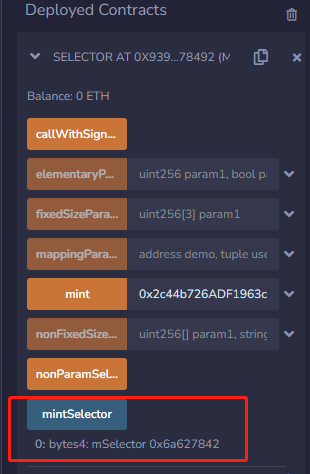 Deployed Contracts
SELECTOR AT 0X939...78492 (M
Balance: 0 ETH
callWithSign...
elementaryP... uint256 param1, bool pa
fixedSizePara... uint256[3] param1
mappingPara... address demo, tuple use
mint 0x2c44b726ADF1963c
nonFixedSize... uint256[] param1, string
nonParamSel...
mintSelector
0: bytes4: mSelector 0x6a627842